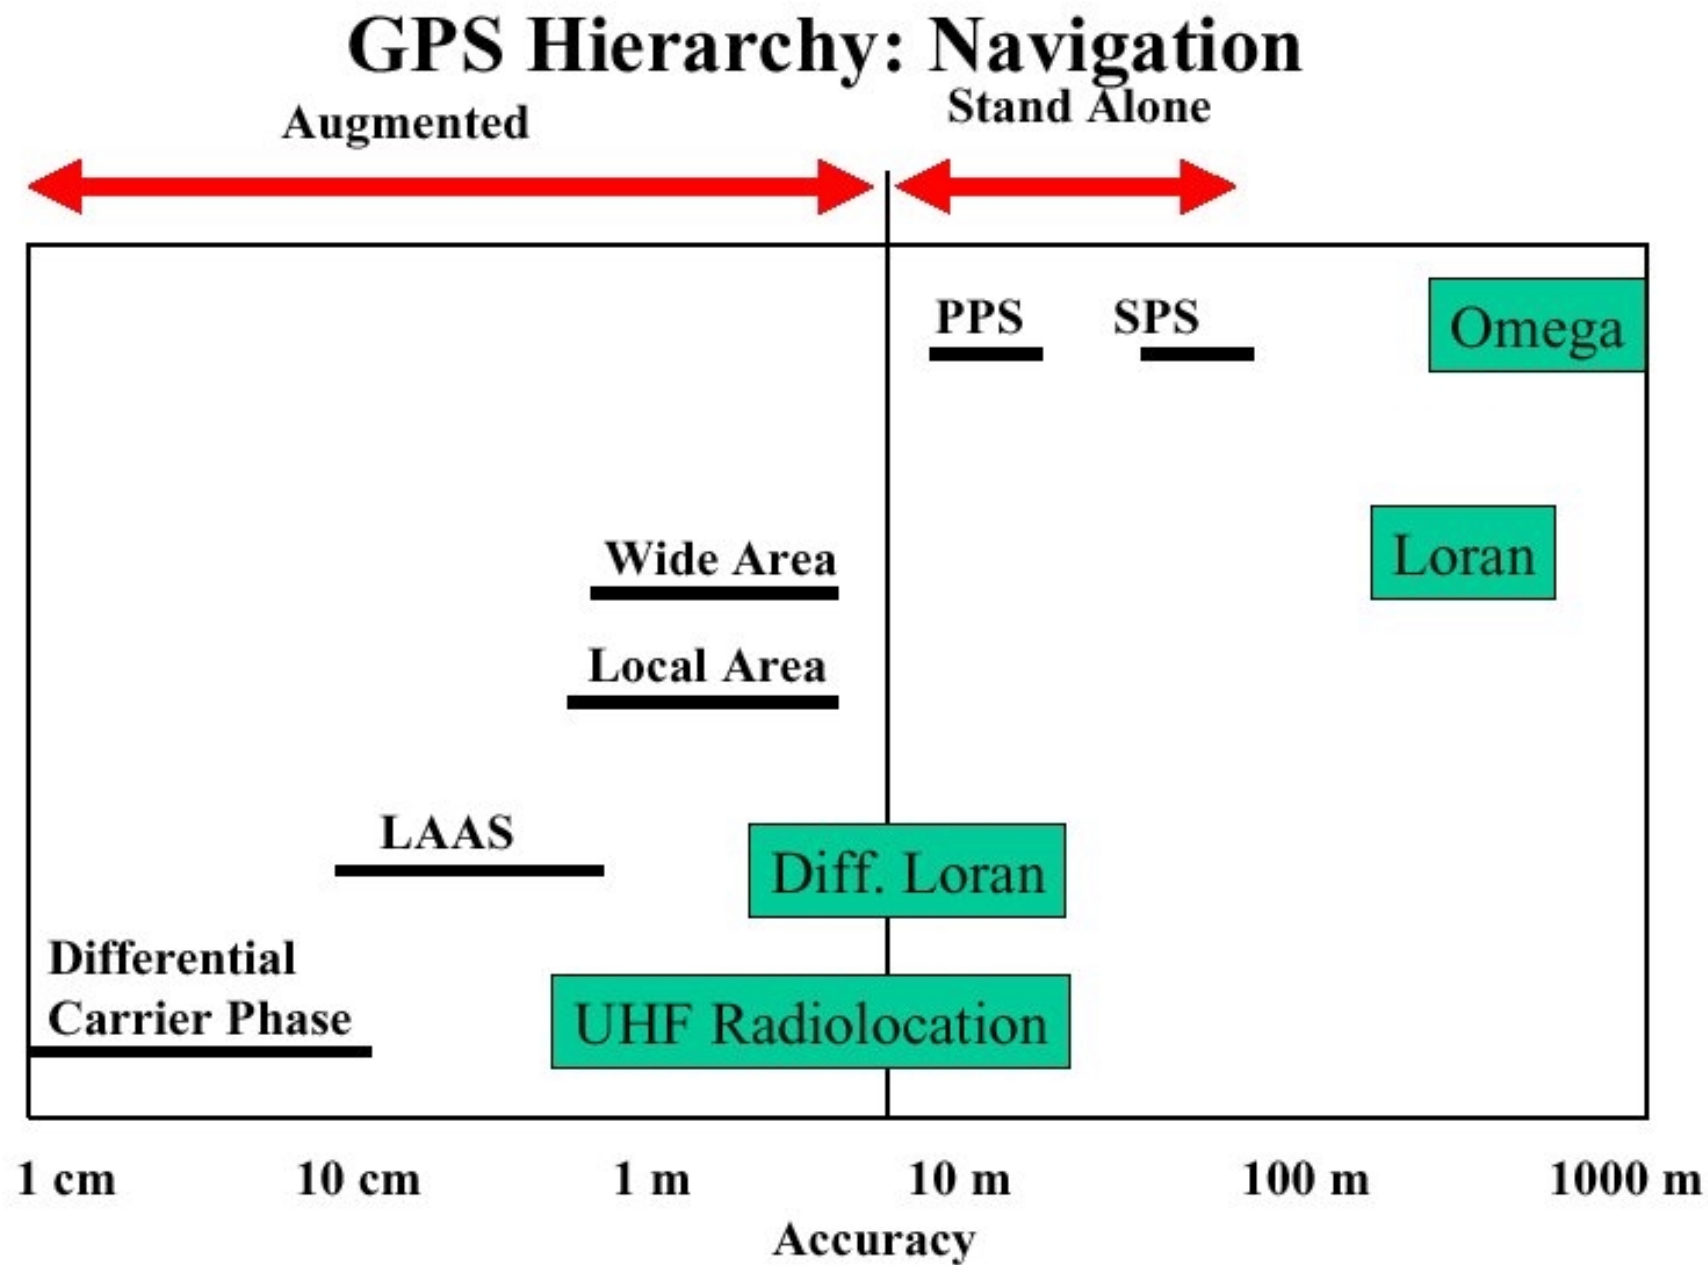 GPS Hierarchy: Navigation
Augmented
Stand Alone
PPS
SPS
Omega
Wide Area
Loran
Local Area
LAAS
Diff. Loran
Differential
Carrier Phase
UHF Radiolocation
1 cm
10 cm
1 m
10 m
100 m
1000 m
Accuracy